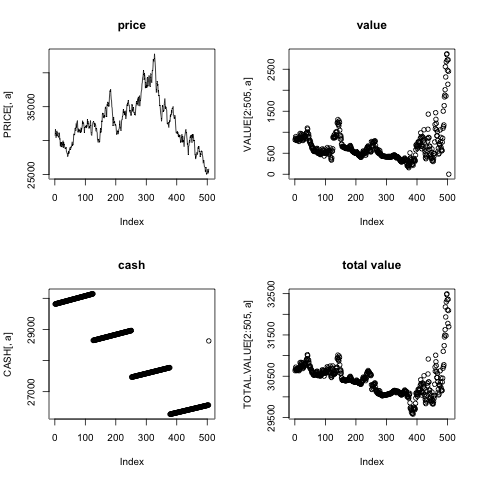 price
PRICE[, a]
35000
25000
0 100 200 300 400 500
Index
value
VALUE[2:505, a]
2500
1500
500
0
0 100 200 300 400 500
Index
cash
CASH[, a]
29000
27000
0 100 200 300 400 500
Index
total value
TOTAL.VALUE[2:505, a]
32500
31500
30500
29500
0 100 200 300 400 500
Index